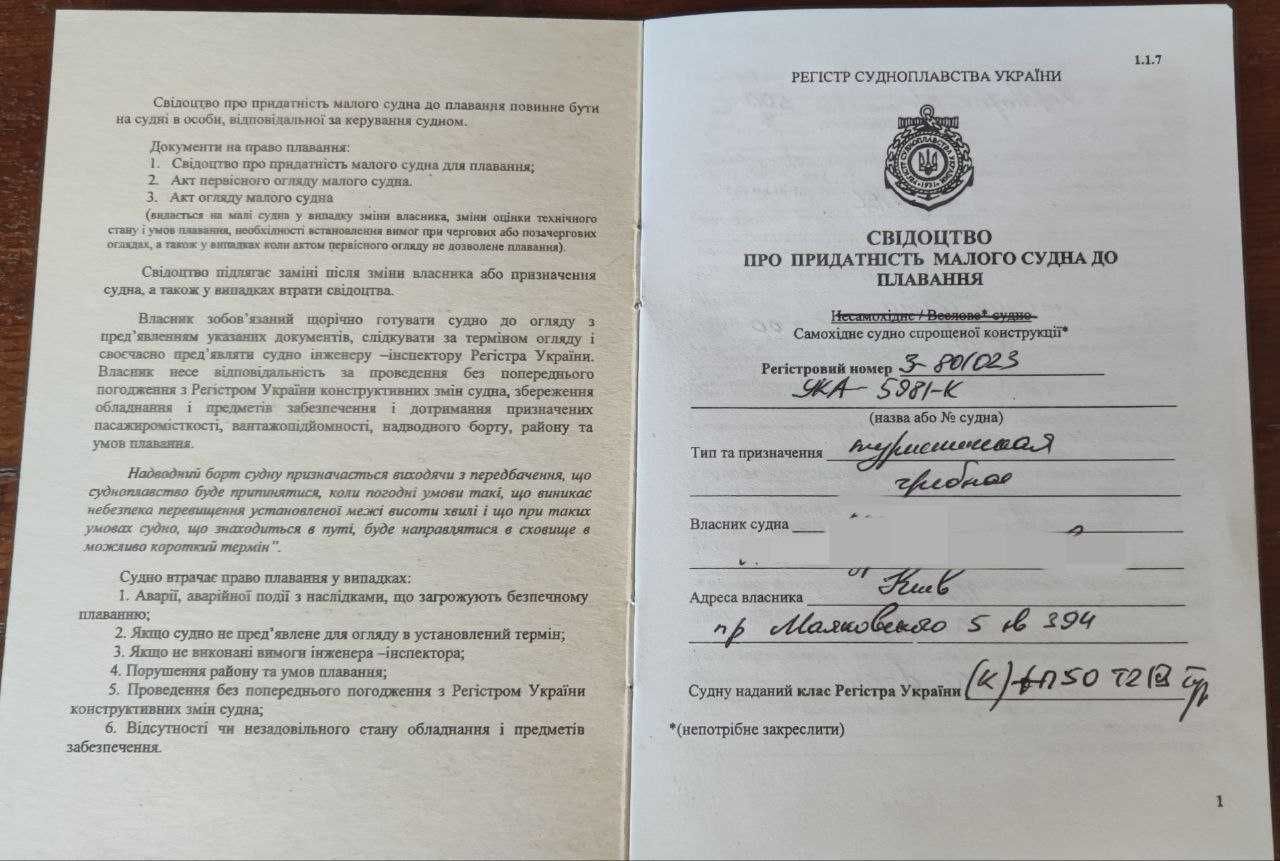 Свідоцтво про придатність малого судна до плавання повинне бути
на судні в особи, відповідальної за керування судном.
Документи на право плавання:
1. Свідоцтво про придатність малого судна для плавання;
2. Акт первісного огляду малого судна.
3. Акт огляду малого судна
(видається на малі судна у випадку зміни власника, зміни оцінки технічного
стану і умов плавання, необхідності встановлення вимог при чергових або позачергових
оглядах, а також у випадках коли актом первісного огляду не дозволене плавання).
Свідоцтво підлягає заміні після зміни власника або призначення
судна, а також у випадках втрати свідоцтва.
Власник зобов’язаний щорічно готувати судно до огляду з
пред’явленням указаних документів, слідкувати за терміном огляду і
своєчасно пред’являти судно інженеру –інспектору Регістра України.
Власник несе відповідальність за проведення без попереднього
погодження з Регістром України конструктивних змін судна, збереження
обладнання і предметів забезпечення і дотримання призначених
пасажиромісткості, вантажопідйомності, надводного борту, району та
умов плавання.
Надводний борт судну призначається виходячи з передбачення, що
судноплавство буде припинятися, коли погодні умови такі, що виникає
небезпека перевищення установленої межі висоти хвилі і що при таких
умовах судно, що знаходиться в путі, буде направлятися в сховище в
можливо короткий термін”.
Судно втрачає право плавання у випадках:
1. Аварії, аварійної події з наслідками, що загрожують безпечному
плаванню;
2. Якщо судно не пред’явлене для огляду в установлений термін;
3. Якщо не виконані вимоги інженера –інспектора;
4. Порушення району та умов плавання;
5. Проведення без попереднього погодження з Регістром України
конструктивних змін судна;
6. Відсутності чи незадовільного стану обладнання і предметів
забезпечення.
1.1.7
РЕГІСТР СУДНОПЛАВСТВА УКРАЇНИ
РЕГІСТР СУДНОПЛАВСТВА УКРАЇНИ
1931
СВІДОЦТВО
ПРО ПРИДАТНІСТЬ МАЛОГО СУДНА ДО
ПЛАВАННЯ
Несамохідне / Веслове* судно
Самохідне судно спрощеної конструкції*
Регістровий номер 3-801023
УКА- 5981-К
(назва або № судна)
Тип та призначення туристическая
гребная
Власник судна
Адреса власника Киев
пр Маяковского 5 кв 394
Судну наданий клас Регістра України (К)
*(непотрібне закреслити)
1